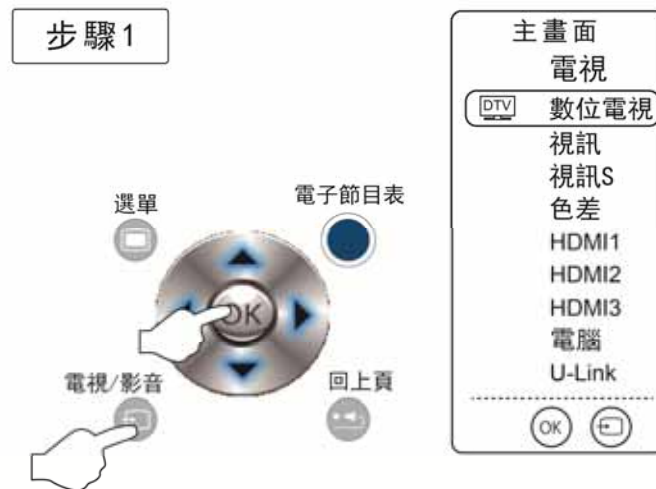 步驟1
選單
電子節目表
OK
電視/影音
回上頁
主畫面
電視
DTV 數位電視
視訊
視訊S
色差
HDMI1
HDMI2
HDMI3
電腦
U-Link
OK